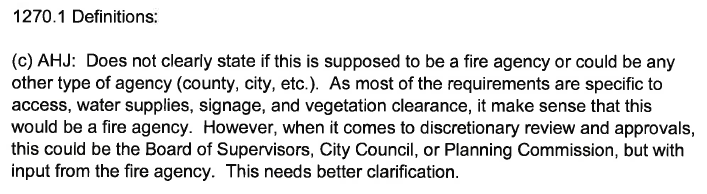 1270.1 Definitions:
(c) AHJ: Does not clearly state if this is supposed to be a fire agency or could be any
other type of agency (county, city, etc.). As most of the requirements are specific to
access, water supplies, signage, and vegetation clearance, it make sense that this
would be a fire agency. However, when it comes to discretionary review and approvals,
this could be the Board of Supervisors, City Council, or Planning Commission, but with
input from the fire agency. This needs better clarification.